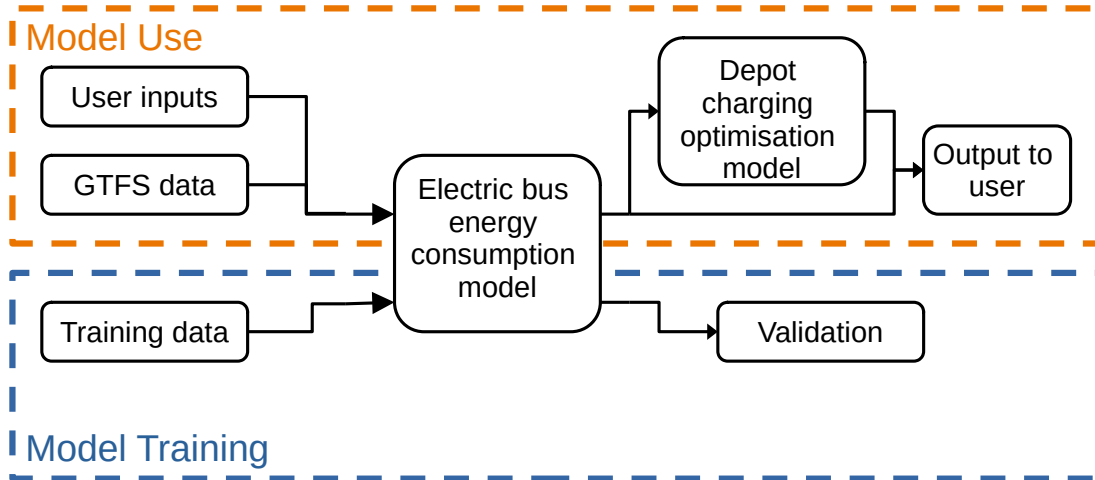 Model Use
User inputs
GTFS data
Electric bus
energy
consumption
model
Depot
charging
optimisation
model
Output to
user
Training data
Validation
Model Training